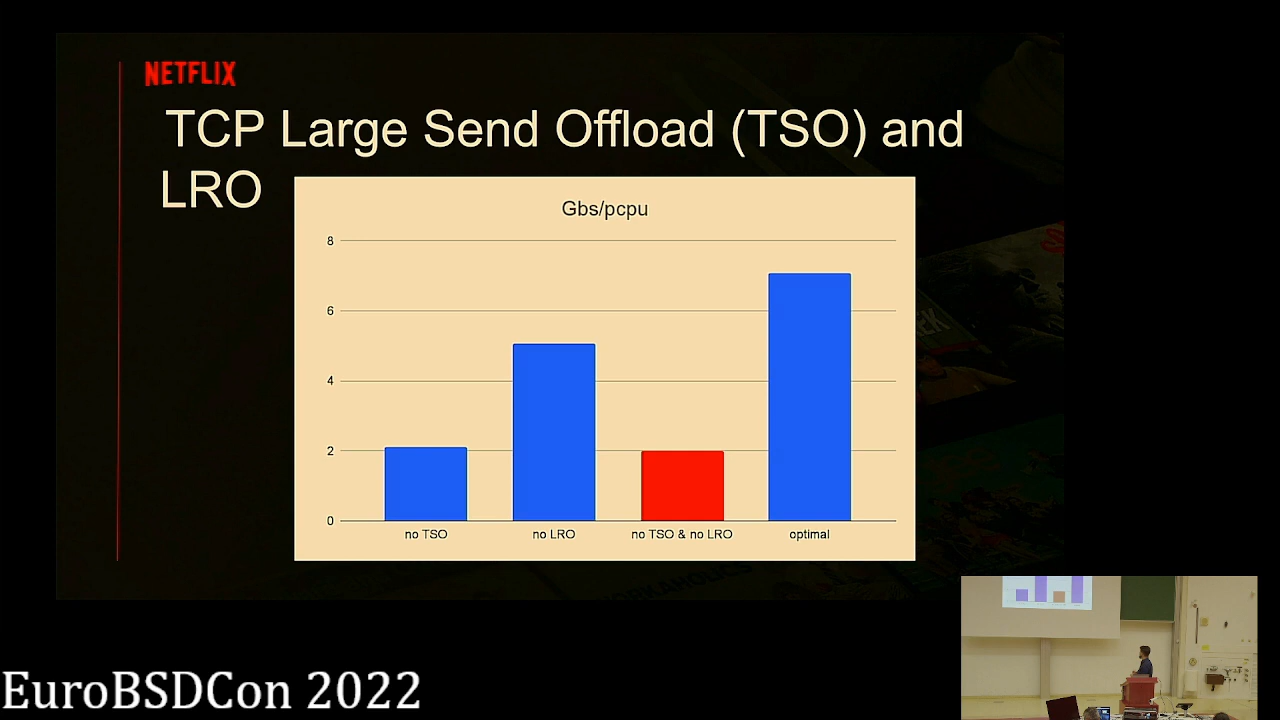 NETFLIX
TCP Large Send Offload (TSO) and
LRO
Gbs/pcpu
8
6
4
2
0
no TSO
no LRO
no TSO & no LRO
optimal
EuroBSDCon 2022